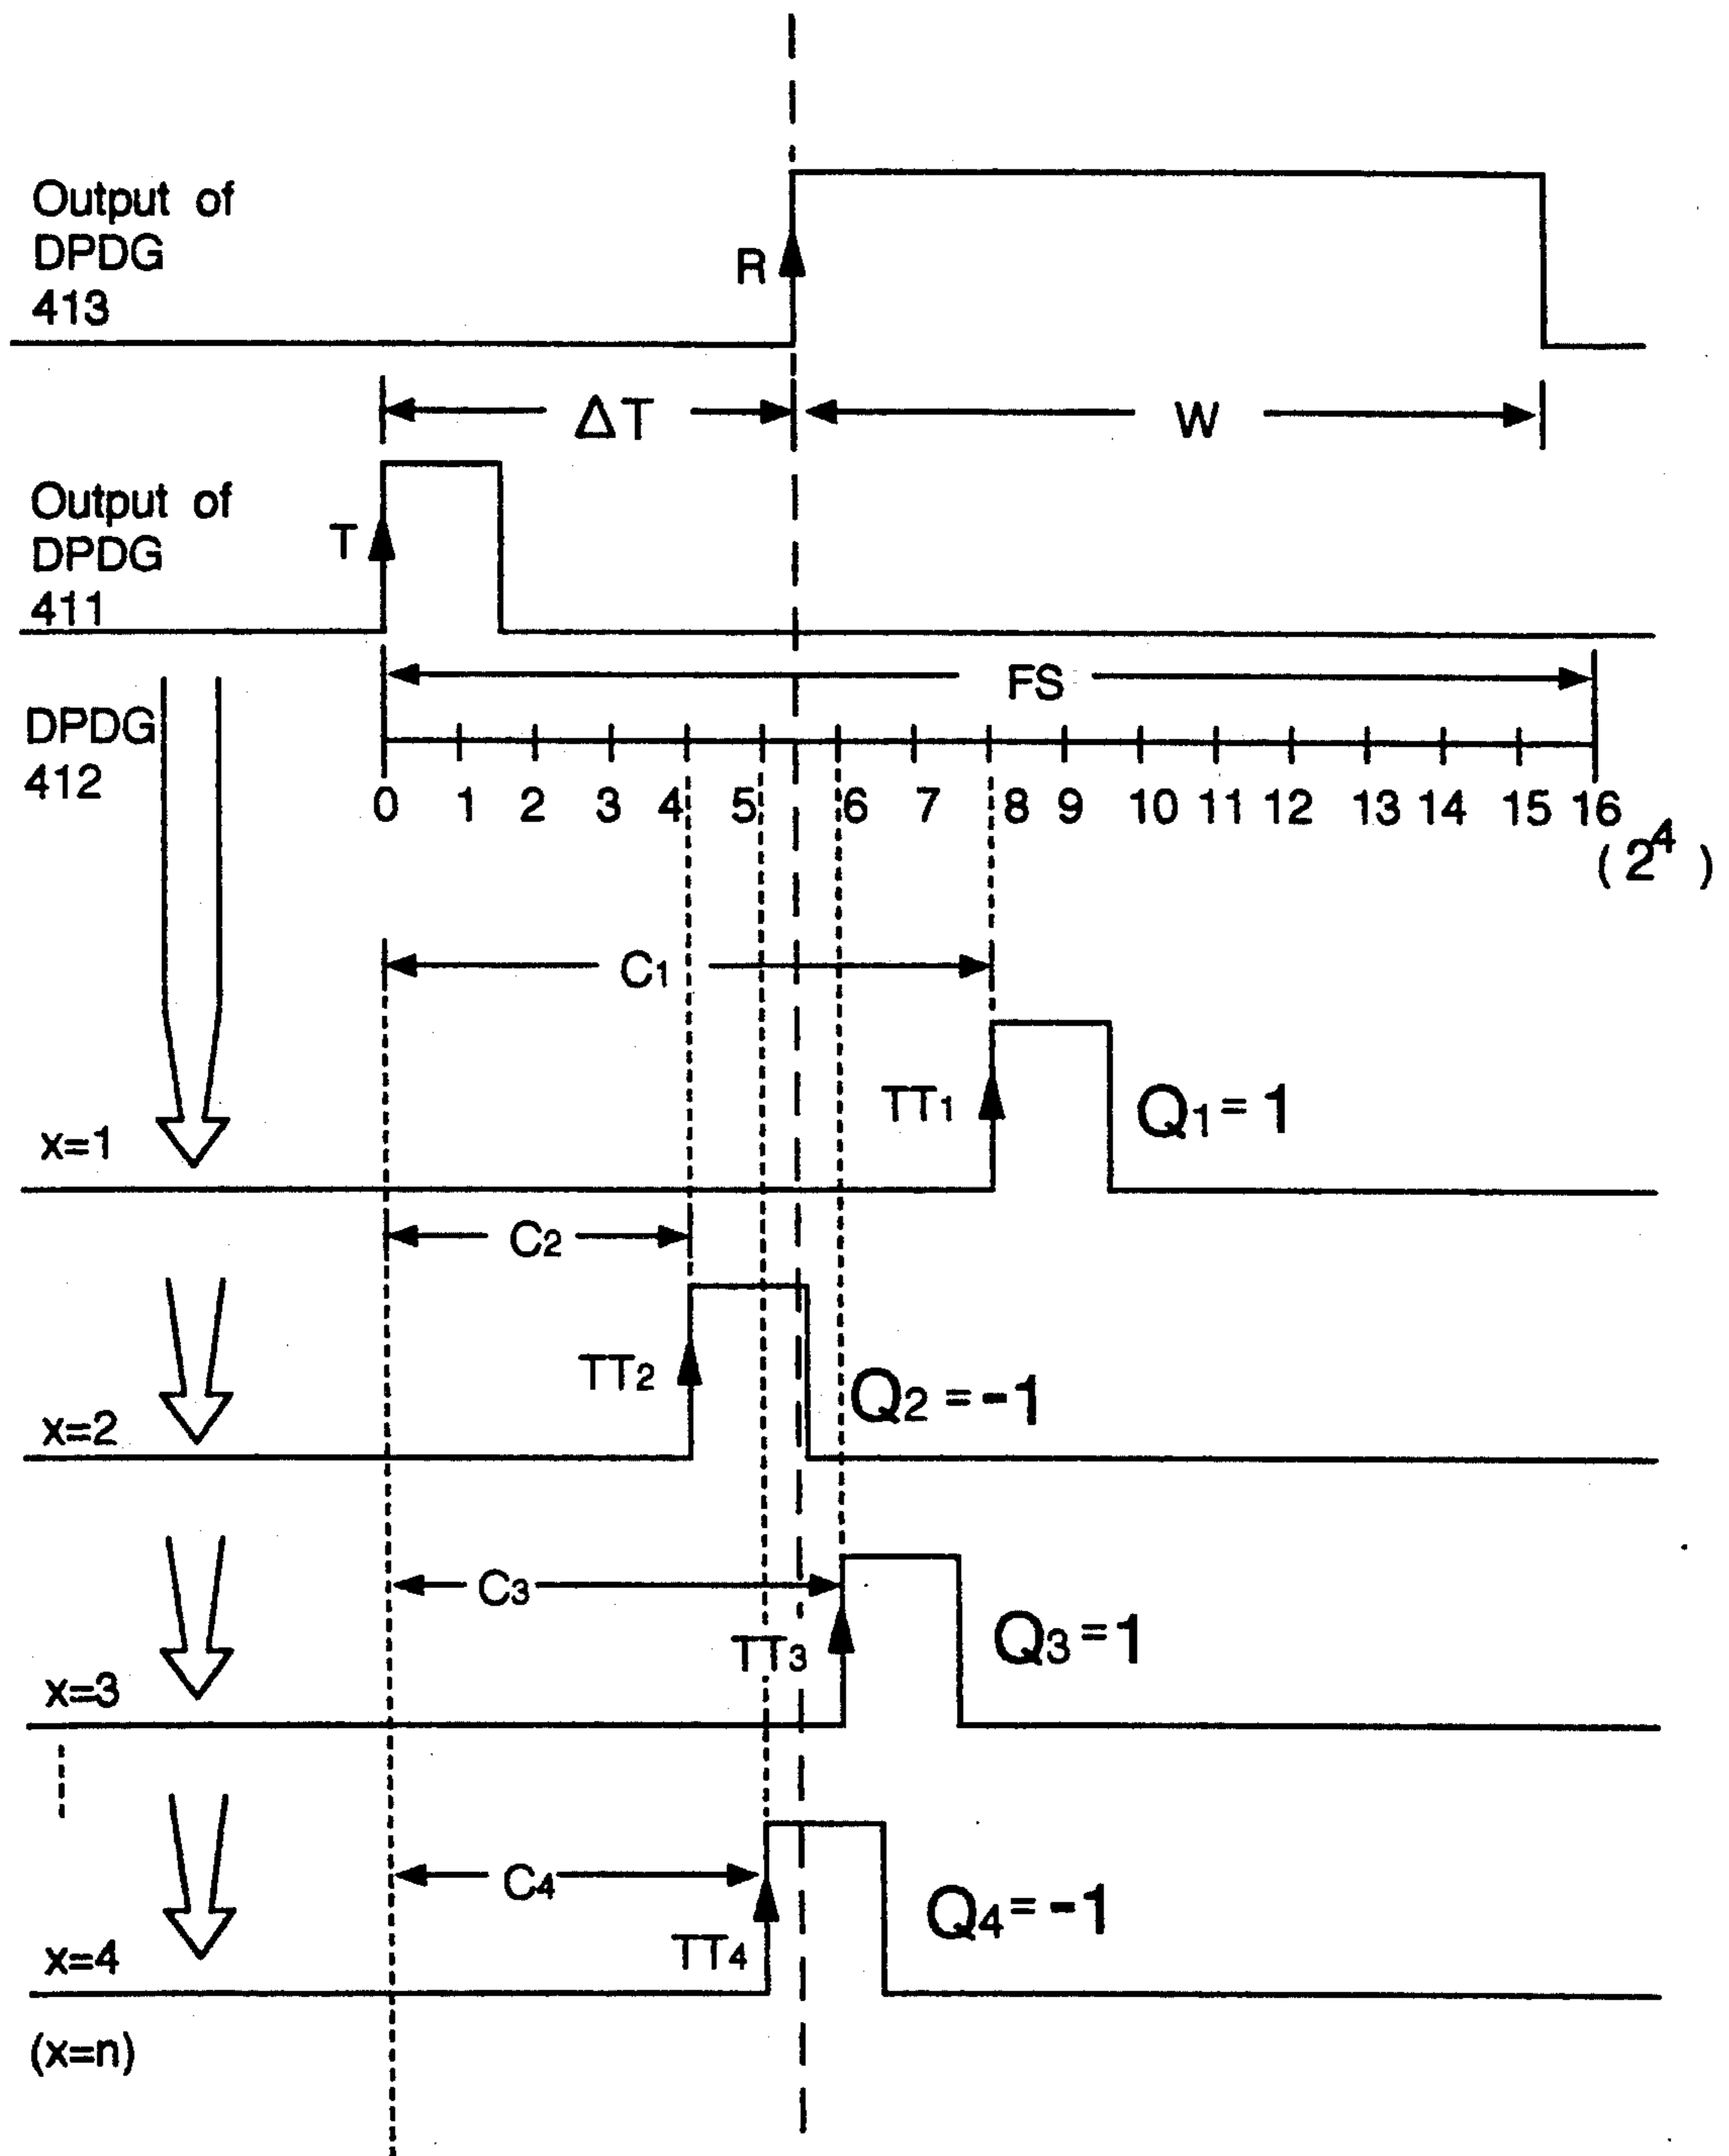 Output of
DPDG
413
R
ΔT
W
Output of
DPDG
411
T
FS
DPDG
412
0 1 2 3 4 5 6 7 8 9 10 11 12 13 14 15 16
(2⁴)
C1
TT1
Q1 = 1
x=1
C2
TT2
Q2 = -1
x=2
C3
TT3
Q3 = 1
x=3
C4
TT4
Q4 = -1
x=4
(x=n)